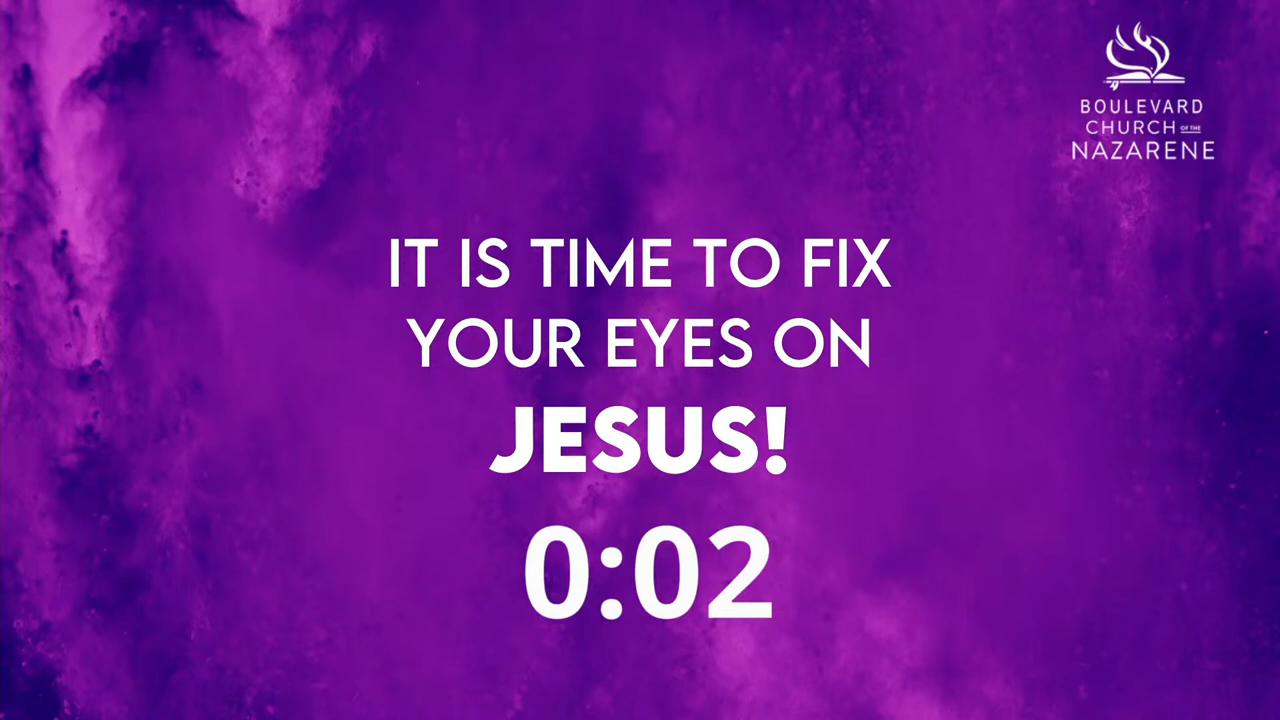 BOULEVARD
CHURCH OF THE
NAZARENE
IT IS TIME TO FIX
YOUR EYES ON
JESUS!
0:02